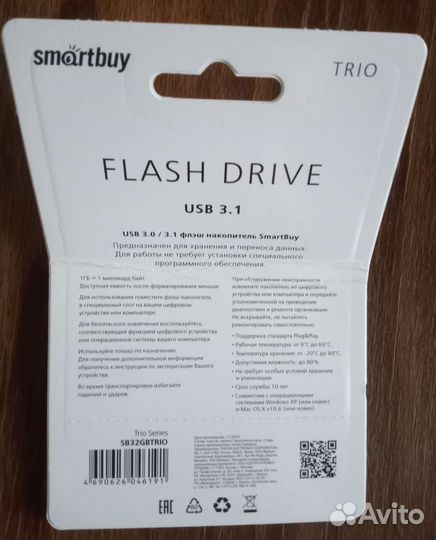 smartbuy
TRIO
FLASH DRIVE
USB 3.1
USB 3.0 / 3.1 флэш накопитель SmartBuy
Предназначен для хранения и переноса данных.
Для работы не требует установки специального
программного обеспечения.
1ГБ = 1 миллиард байт.
Доступная емкость после форматирования меньше.
Для использования поместите флэш накопитель
в специальный слот на вашем цифровом
устройстве или компьютере.
Для безопасного извлечения воспользуйтесь
соответствующей функцией цифрового устройства
или операционной системы вашего компьютера.
Используйте только по назначению.
Для получения дополнительной информации
обратитесь к инструкции по эксплуатации Вашего
устройства.
Во время транспортировки избегайте
падений и ударов.
При обнаружении неисправности
извлеките накопитель из цифрового
устройства или компьютера и передайте
уполномоченной на проведение
диагностики и ремонта организации.
Не вскрывайте, не пытайтесь
ремонтировать самостоятельно.
• Поддержка стандарта Plug&Play.
• Рабочая температура: от 0°С до 60°С.
• Температура хранения: от -20°С до 80°С.
• Допустимая влажность: до 80%.
• Не требует особых условий хранения
и утилизации.
• Срок службы 10 лет
• Совместим с операционными
системами Windows XP (или новее)
и Mac OS X v10.6 (или новее).
Trio Series
SB32GBTRIO
4 690626 046191
EAC
Avito